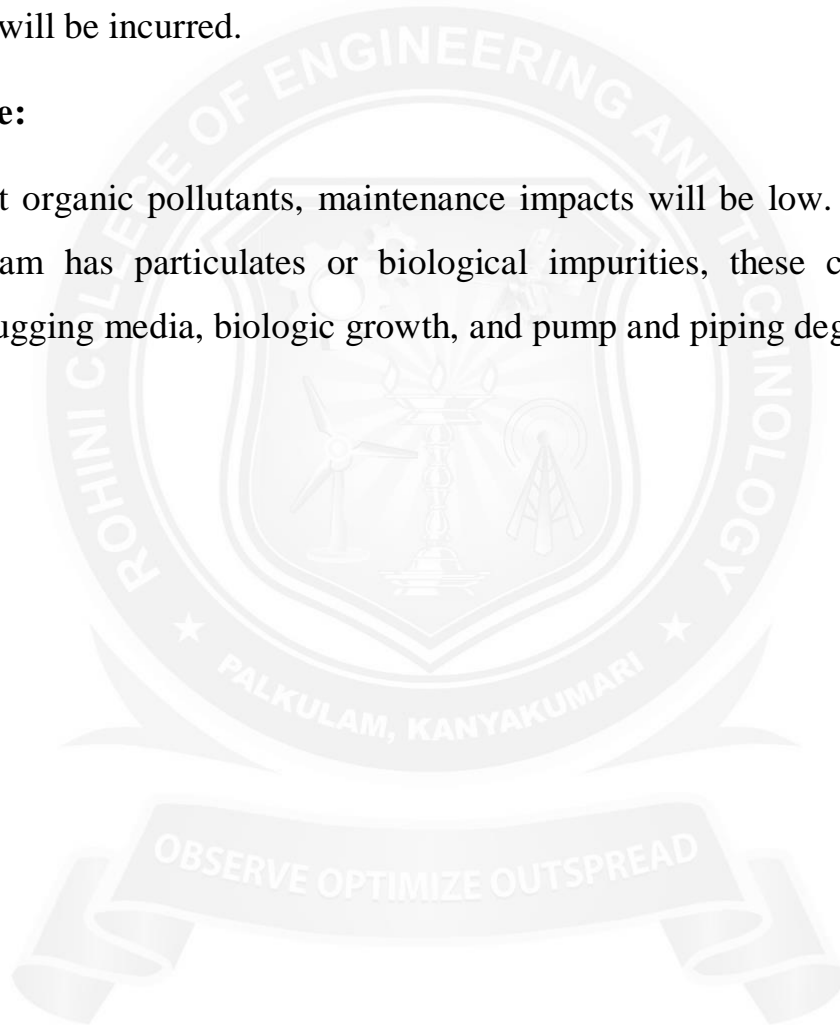 will be incurred.
e:
t organic pollutants, maintenance impacts will be low.
am has particulates or biological impurities, these c
ugging media, biologic growth, and pump and piping deg
ROHINI COLLEGE OF ENGINEERING AND TECHNOLOGY
PALKULAM, KANYAKUMARI
OBSERVE OPTIMIZE OUTSPREAD